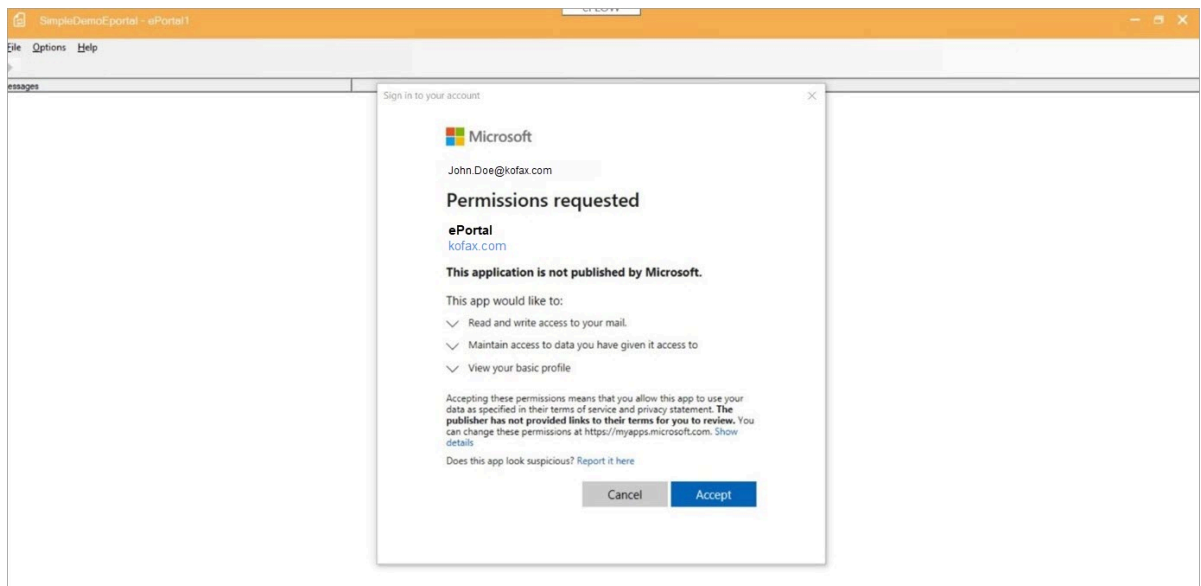 SimpleDemoEportal - ePortal1
File Options Help
essages
Sign in to your account
Microsoft
John.Doe@kofax.com
Permissions requested
ePortal
kofax.com
This application is not published by Microsoft.
This app would like to:
Read and write access to your mail.
Maintain access to data you have given it access to
View your basic profile
Accepting these permissions means that you allow this app to use your
data as specified in their terms of service and privacy statement. The
publisher has not provided links to their terms for you to review. You
can change these permissions at https://myapps.microsoft.com. Show
details
Does this app look suspicious? Report it here
Cancel Accept